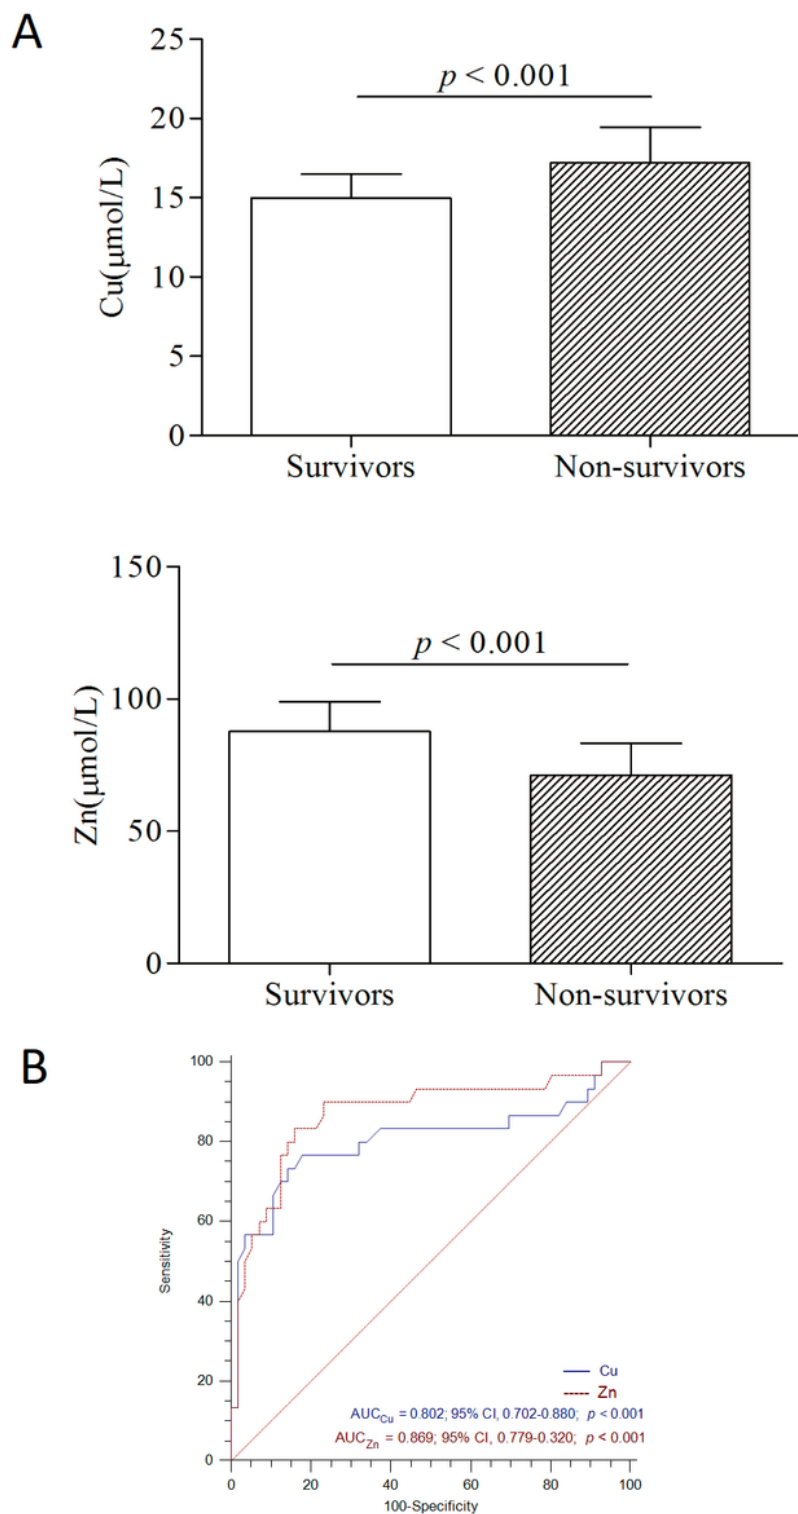 A
25
p < 0.001
20
15
10
5
0
Cu(μmol/L)
Survivors Non-survivors
150
p < 0.001
100
50
0
Zn(μmol/L)
Survivors Non-survivors
B
100
80
60
40
20
0
Sensitivity
Cu
Zn
AUCCu = 0.802; 95% CI, 0.702-0.880; p < 0.001
AUCZn = 0.869; 95% CI, 0.779-0.320; p < 0.001
0 20 40 60 80 100
100-Specificity